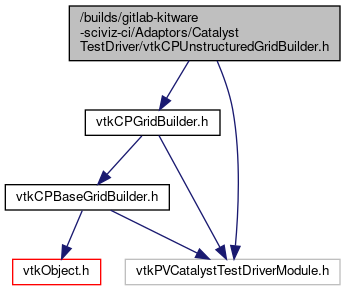 /builds/gitlab-kitware
-sciviz-ci/Adaptors/Catalyst
TestDriver/vtkCPUnstructuredGridBuilder.h
vtkCPGridBuilder.h
vtkCPBaseGridBuilder.h
vtkObject.h
vtkPVCatalystTestDriverModule.h